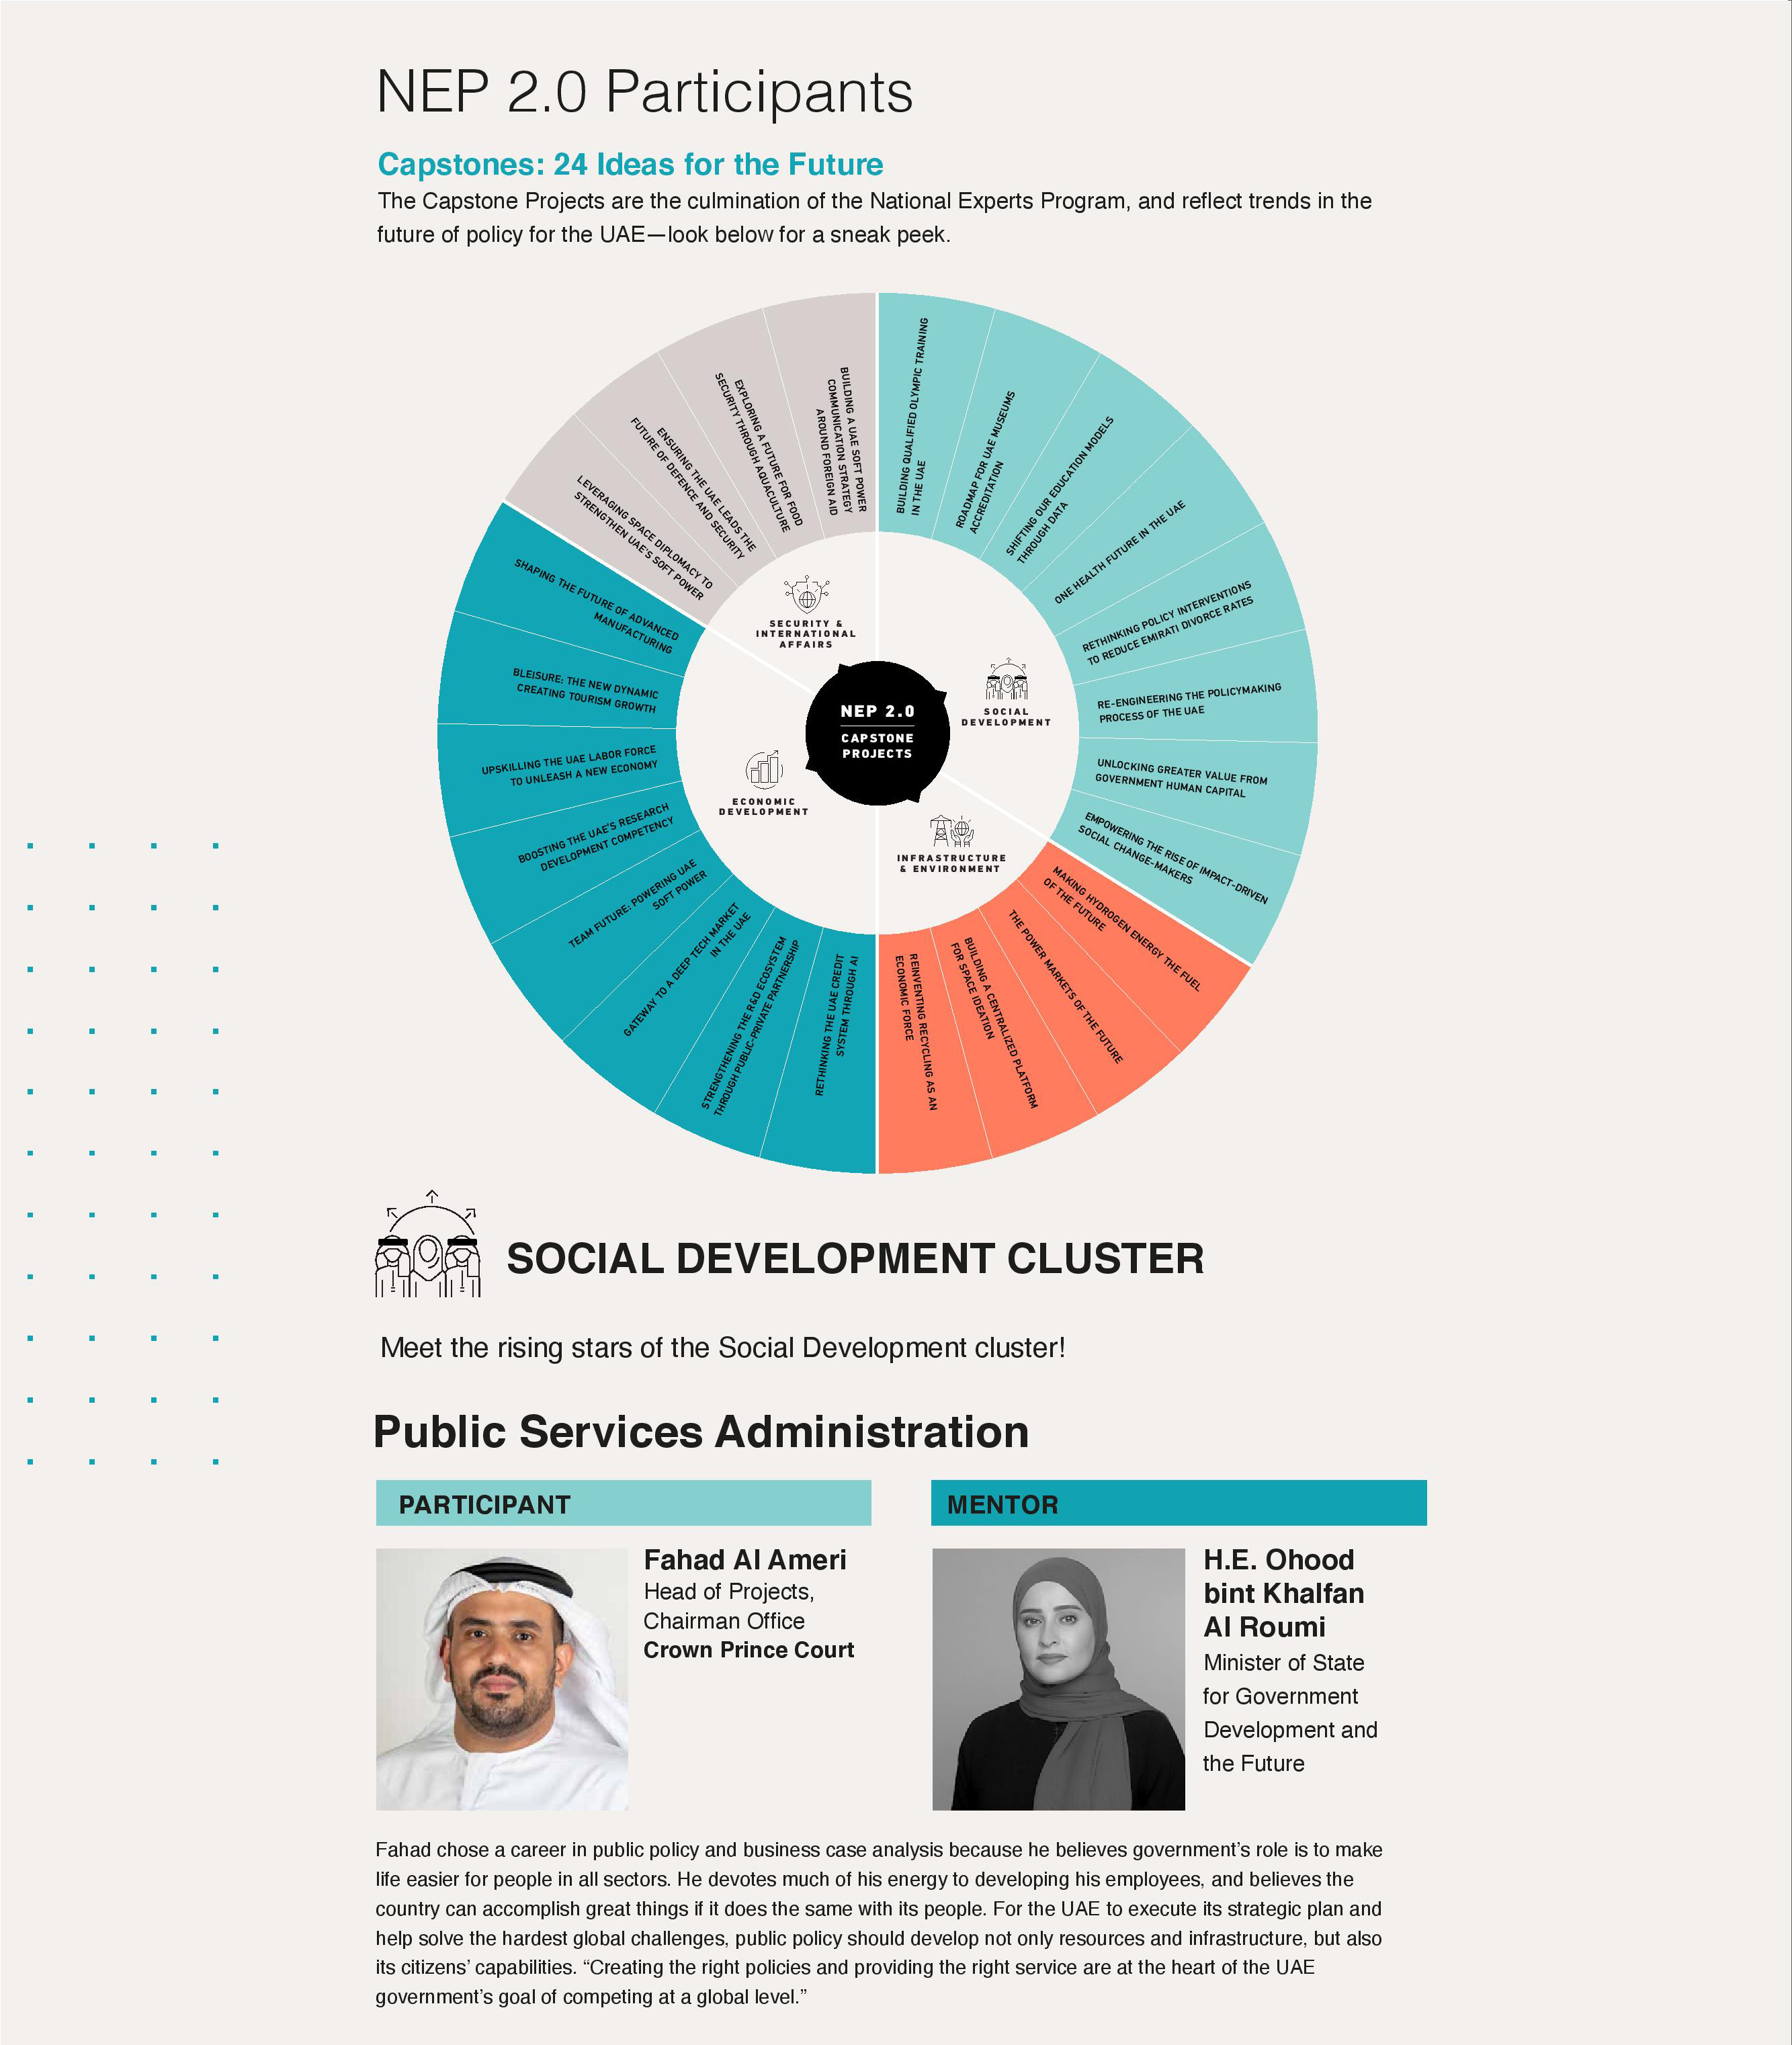 NEP 2.0 Participants
Capstones: 24 Ideas for the Future
The Capstone Projects are the culmination of the National Experts Program, and reflect trends in the
future of policy for the UAE—look below for a sneak peek.
BUILDING QUALIFIED OLYMPIC TRAINING
IN THE UAE
ROADMAP FOR UAE MUSEUMS
ACCREDITATION
SHIFTING OUR EDUCATION MODELS
THROUGH DATA
ONE HEALTH FUTURE IN THE UAE
RETHINKING POLICY INTERVENTIONS
TO REDUCE EMIRATI DIVORCE RATES
RE-ENGINEERING THE POLICYMAKING
PROCESS OF THE UAE
UNLOCKING GREATER VALUE FROM
GOVERNMENT HUMAN CAPITAL
EMPOWERING THE RISE OF IMPACT-DRIVEN
SOCIAL CHANGE-MAKERS
MAKING HYDROGEN ENERGY THE FUEL
OF THE FUTURE
THE POWER MARKETS OF THE FUTURE
BUILDING A CENTRALIZED PLATFORM
FOR SPACE IDEATION
REINVENTING RECYCLING AS AN
ECONOMIC FORCE
RETHINKING THE UAE CREDIT
SYSTEM THROUGH AI
STRENGTHENING THE R&D ECOSYSTEM
THROUGH PUBLIC-PRIVATE PARTNERSHIP
GATEWAY TO A DEEP TECH MARKET
IN THE UAE
TEAM FUTURE: POWERING UAE
SOFT POWER
BOOSTING THE UAE'S RESEARCH
DEVELOPMENT COMPETENCY
UPSKILLING THE UAE LABOR FORCE
TO UNLEASH A NEW ECONOMY
BLEISURE: THE NEW DYNAMIC
CREATING TOURISM GROWTH
SHAPING THE FUTURE OF ADVANCED
MANUFACTURING
LEVERAGING SPACE DIPLOMACY TO
STRENGTHEN UAE'S SOFT POWER
ENSURING THE UAE LEADS THE
FUTURE OF DEFENCE AND SECURITY
EXPLORING A FUTURE FOR FOOD
SECURITY THROUGH AQUACULTURE
BUILDING A UAE SOFT POWER
COMMUNICATION STRATEGY
AROUND FOREIGN AID
SECURITY &
INTERNATIONAL
AFFAIRS
SOCIAL
DEVELOPMENT
NEP 2.0
CAPSTONE
PROJECTS
ECONOMIC
DEVELOPMENT
INFRASTRUCTURE
& ENVIRONMENT
SOCIAL DEVELOPMENT CLUSTER
Meet the rising stars of the Social Development cluster!
Public Services Administration
PARTICIPANT
Fahad Al Ameri
Head of Projects,
Chairman Office
Crown Prince Court
MENTOR
H.E. Ohood
bint Khalfan
Al Roumi
Minister of State
for Government
Development and
the Future
Fahad chose a career in public policy and business case analysis because he believes government’s role is to make
life easier for people in all sectors. He devotes much of his energy to developing his employees, and believes the
country can accomplish great things if it does the same with its people. For the UAE to execute its strategic plan and
help solve the hardest global challenges, public policy should develop not only resources and infrastructure, but also
its citizens’ capabilities. “Creating the right policies and providing the right service are at the heart of the UAE
government’s goal of competing at a global level.”